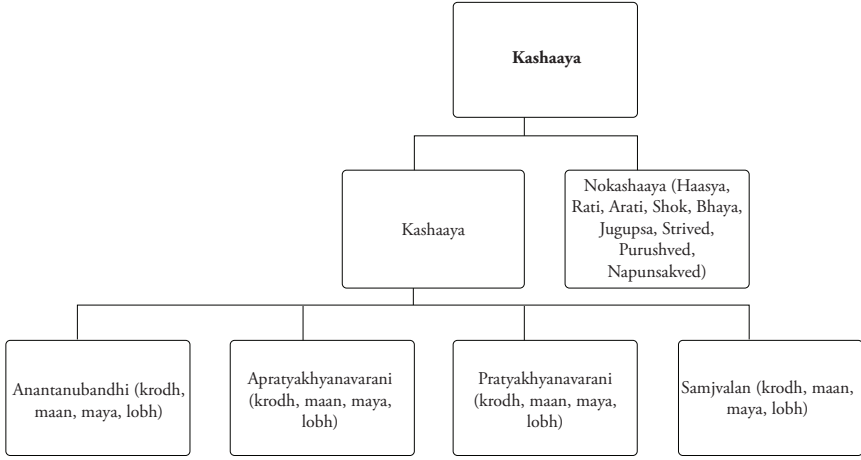 Kashaaya
Kashaaya
Nokashaaya (Haasya,
Rati, Arati, Shok, Bhaya,
Jugupsa, Strived,
Purushved,
Napunsakved)
Anantanubandhi (krodh,
maan, maya, lobh)
Apratyakhyanavarani
(krodh, maan, maya,
lobh)
Pratyakhyanavarani
(krodh, maan, maya,
lobh)
Samjvalan (krodh, maan,
maya, lobh)